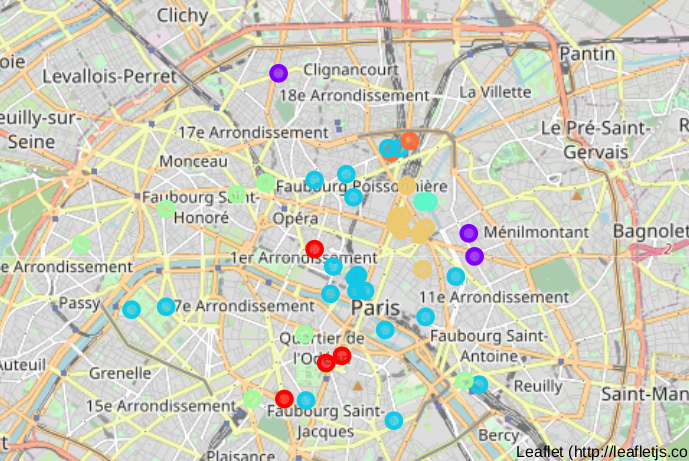 Clichy
Pantin
oie
Levallois-Perret
Clignancourt
18e Arrondissement
La Villette
euilly-sur-
Seine
17e Arrondissement
Le Pré-Saint-
Gervais
R
Monceau
Faubourg Saint-
Honoré
Faubourg Poissonnière
Opéra
Ménilmontant
Bagnolet
e Arrondissement
1er Arrondissement
2
Passy
7e Arrondissement
Paris
11e Arrondissement
Quartier de
l'Od
Faubourg Saint-
Antoine
Auteuil
Grenelle
Reuilly
Saint-Man
15e Arrondissement
Faubourg Saint-
Jacques
Bercy
Plaisance
t
Leaflet (http://leafletjs.co